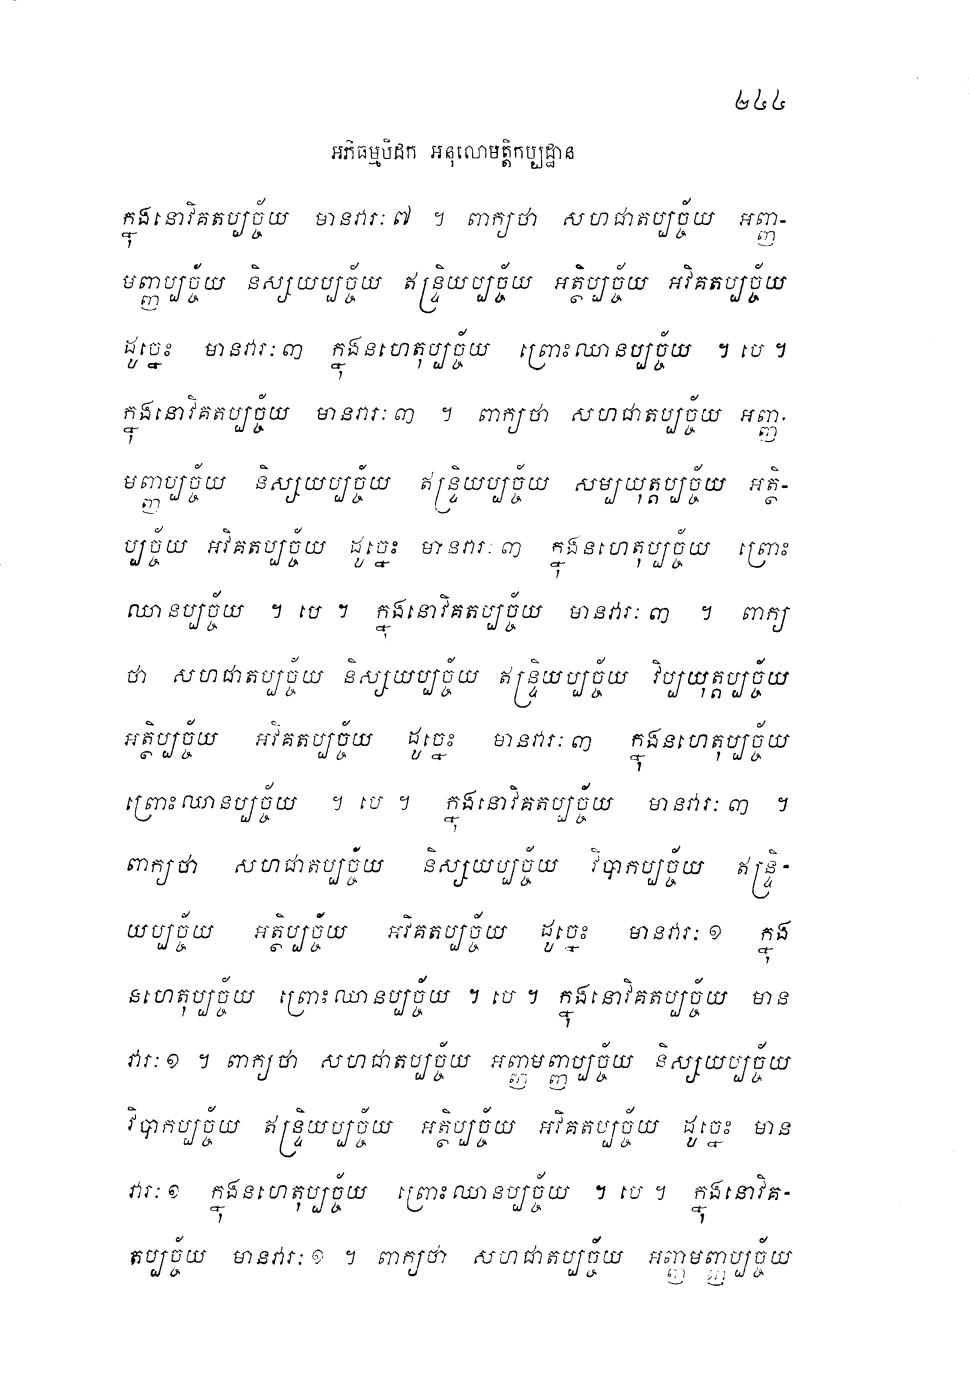 ២៤៤
អភិធម្មបិដក អនុលោមត្តិកប្បដ្ឋាន
ក្នុងនោវិគតប្បច្ច័យ មានវារៈ ៧ ។ ពាក្យថា សហជាតប្បច្ច័យ អញ្ញ-
មញ្ញប្បច្ច័យ និស្សយប្បច្ច័យ ឥន្ទ្រិយប្បច្ច័យ អត្ថិប្បច្ច័យ អវិគតប្បច្ច័យ
ដូច្នេះ មានវារៈ ៣ ក្នុងនហេតុប្បច្ច័យ ព្រោះឈានប្បច្ច័យ ។ បេ ។
ក្នុងនោវិគតប្បច្ច័យ មានវារៈ ៣ ។ ពាក្យថា សហជាតប្បច្ច័យ អញ្ញ-
មញ្ញប្បច្ច័យ និស្សយប្បច្ច័យ ឥន្ទ្រិយប្បច្ច័យ សម្បយុត្តប្បច្ច័យ អត្ថិ-
ប្បច្ច័យ អវិគតប្បច្ច័យ ដូច្នេះ មានវារៈ ៣ ក្នុងនហេតុប្បច្ច័យ ព្រោះ
ឈានប្បច្ច័យ ។ បេ ។ ក្នុងនោវិគតប្បច្ច័យ មានវារៈ ៣ ។ ពាក្យ
ថា សហជាតប្បច្ច័យ និស្សយប្បច្ច័យ ឥន្ទ្រិយប្បច្ច័យ វិប្បយុត្តប្បច្ច័យ
អត្ថិប្បច្ច័យ អវិគតប្បច្ច័យ ដូច្នេះ មានវារៈ ៣ ក្នុងនហេតុប្បច្ច័យ
ព្រោះឈានប្បច្ច័យ ។ បេ ។ ក្នុងនោវិគតប្បច្ច័យ មានវារៈ ៣ ។
ពាក្យថា សហជាតប្បច្ច័យ និស្សយប្បច្ច័យ វិបាកប្បច្ច័យ ឥន្ទ្រិ-
យប្បច្ច័យ អត្ថិប្បច្ច័យ អវិគតប្បច្ច័យ ដូច្នេះ មានវារៈ ១ ក្នុង
នហេតុប្បច្ច័យ ព្រោះឈានប្បច្ច័យ ។ បេ ។ ក្នុងនោវិគតប្បច្ច័យ មាន
វារៈ ១ ។ ពាក្យថា សហជាតប្បច្ច័យ អញ្ញមញ្ញប្បច្ច័យ និស្សយប្បច្ច័យ
វិបាកប្បច្ច័យ ឥន្ទ្រិយប្បច្ច័យ អត្ថិប្បច្ច័យ អវិគតប្បច្ច័យ ដូច្នេះ មាន
វារៈ ១ ក្នុងនហេតុប្បច្ច័យ ព្រោះឈានប្បច្ច័យ ។ បេ ។ ក្នុងនោវិគ-
តប្បច្ច័យ មានវារៈ ១ ។ ពាក្យថា សហជាតប្បច្ច័យ អញ្ញមញ្ញប្បច្ច័យ